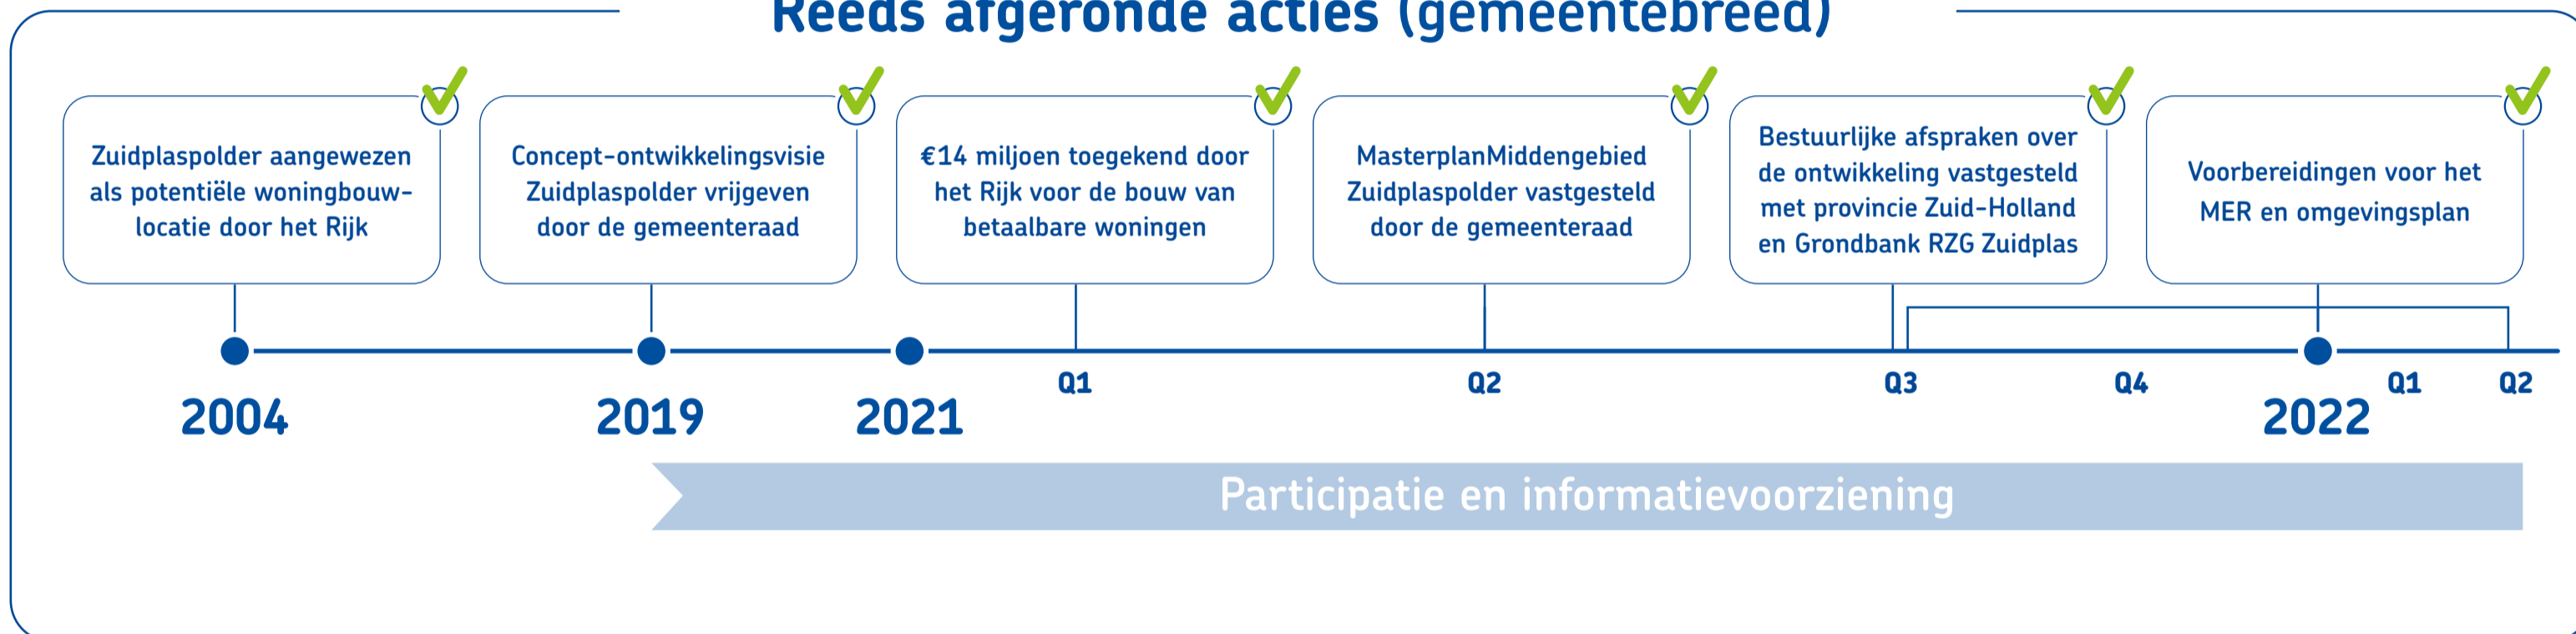 Reeds afgeronde acties (gemeentebreed)
Zuidplaspolder aangewezen
als potentiële woningbouw-
locatie door het Rijk
Concept-ontwikkelingsvisie
Zuidplaspolder vrijgeven
door de gemeenteraad
€14 miljoen toegekend door
het Rijk voor de bouw van
betaalbare woningen
MasterplanMiddengebied
Zuidplaspolder vastgesteld
door de gemeenteraad
Bestuurlijke afspraken over
de ontwikkeling vastgesteld
met provincie Zuid-Holland
en Grondbank RZG Zuidplas
Voorbereidingen voor het
MER en omgevingsplan
2004
2019
2021
Q1
Q2
Q3
Q4
2022
Q1
Q2
Participatie en informatievoorziening